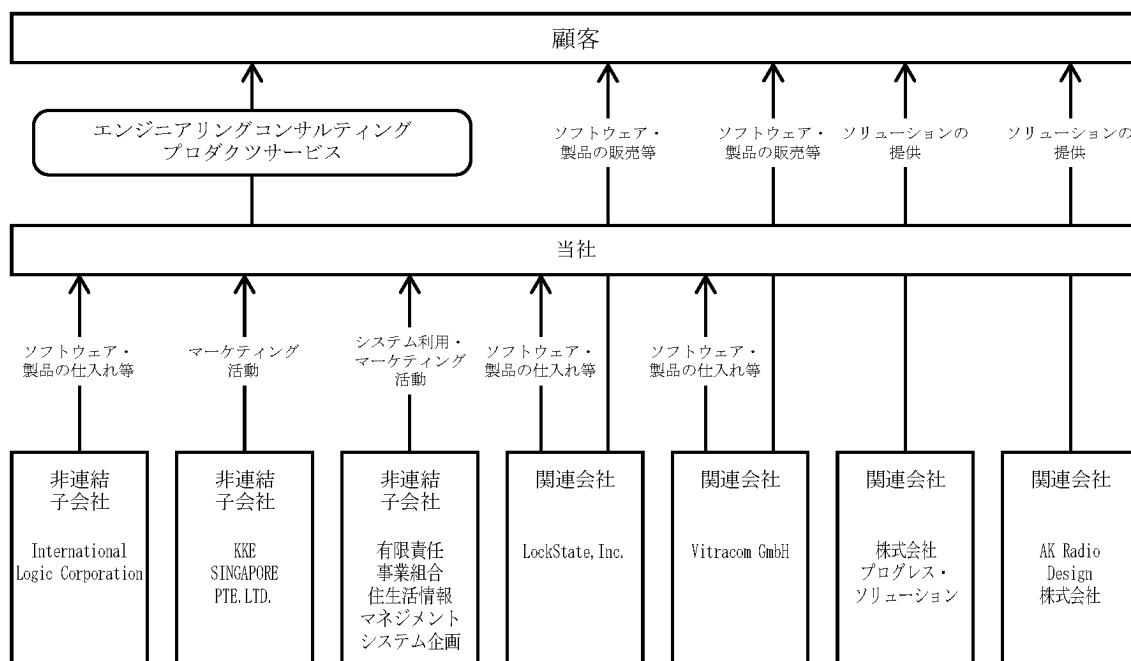 顧客
エンジニアリングコンサルティング
プロダクツサービス
ソフトウェア・
製品の販売等
ソフトウェア・
製品の販売等
ソリューションの
提供
ソリューションの
提供
当社
ソフトウェア・
製品の仕入れ等
マーケティング
活動
システム利用・
マーケティング
活動
ソフトウェア・
製品の仕入れ等
ソフトウェア・
製品の仕入れ等
非連結
子会社
International
Logic Corporation
非連結
子会社
KKE
SINGAPORE
PTE.LTD.
非連結
子会社
有限責任
事業組合
住生活情報
マネジメント
システム企画
関連会社
LockState,Inc.
関連会社
Vitracom GmbH
関連会社
株式会社
プログレス・
ソリューション
関連会社
AK Radio
Design
株式会社